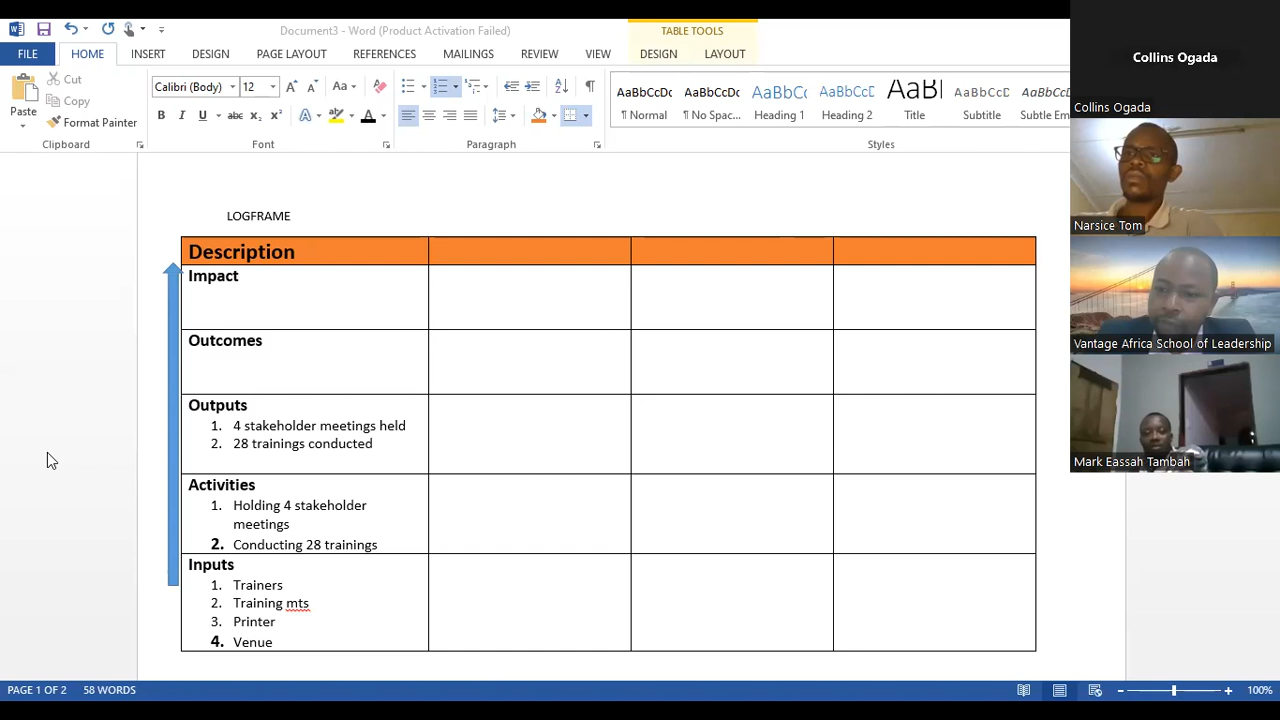 Document3 - Word (Product Activation Failed)
TABLE TOOLS
FILE
HOME
INSERT
DESIGN
PAGE LAYOUT
REFERENCES
MAILINGS
REVIEW
VIEW
DESIGN
LAYOUT
Paste
Cut
Copy
Format Painter
Clipboard
Calibri (Body)
12
Font
Paragraph
AaBbCcDc
AaBbCcDc
AaBbCc
AaBbCcD
AaBl
AaBbCcD
AaBbCcD
¶ Normal
¶ No Spac...
Heading 1
Heading 2
Title
Subtitle
Subtle Em
Styles
Collins Ogada
Collins Ogada
Narsice Tom
Vantage Africa School of Leadership
Mark Eassah Tambah
LOGFRAME
Description
Impact
Outcomes
Outputs
1. 4 stakeholder meetings held
2. 28 trainings conducted
Activities
1. Holding 4 stakeholder
meetings
2. Conducting 28 trainings
Inputs
1. Trainers
2. Training mts
3. Printer
4. Venue
PAGE 1 OF 2
58 WORDS
100%